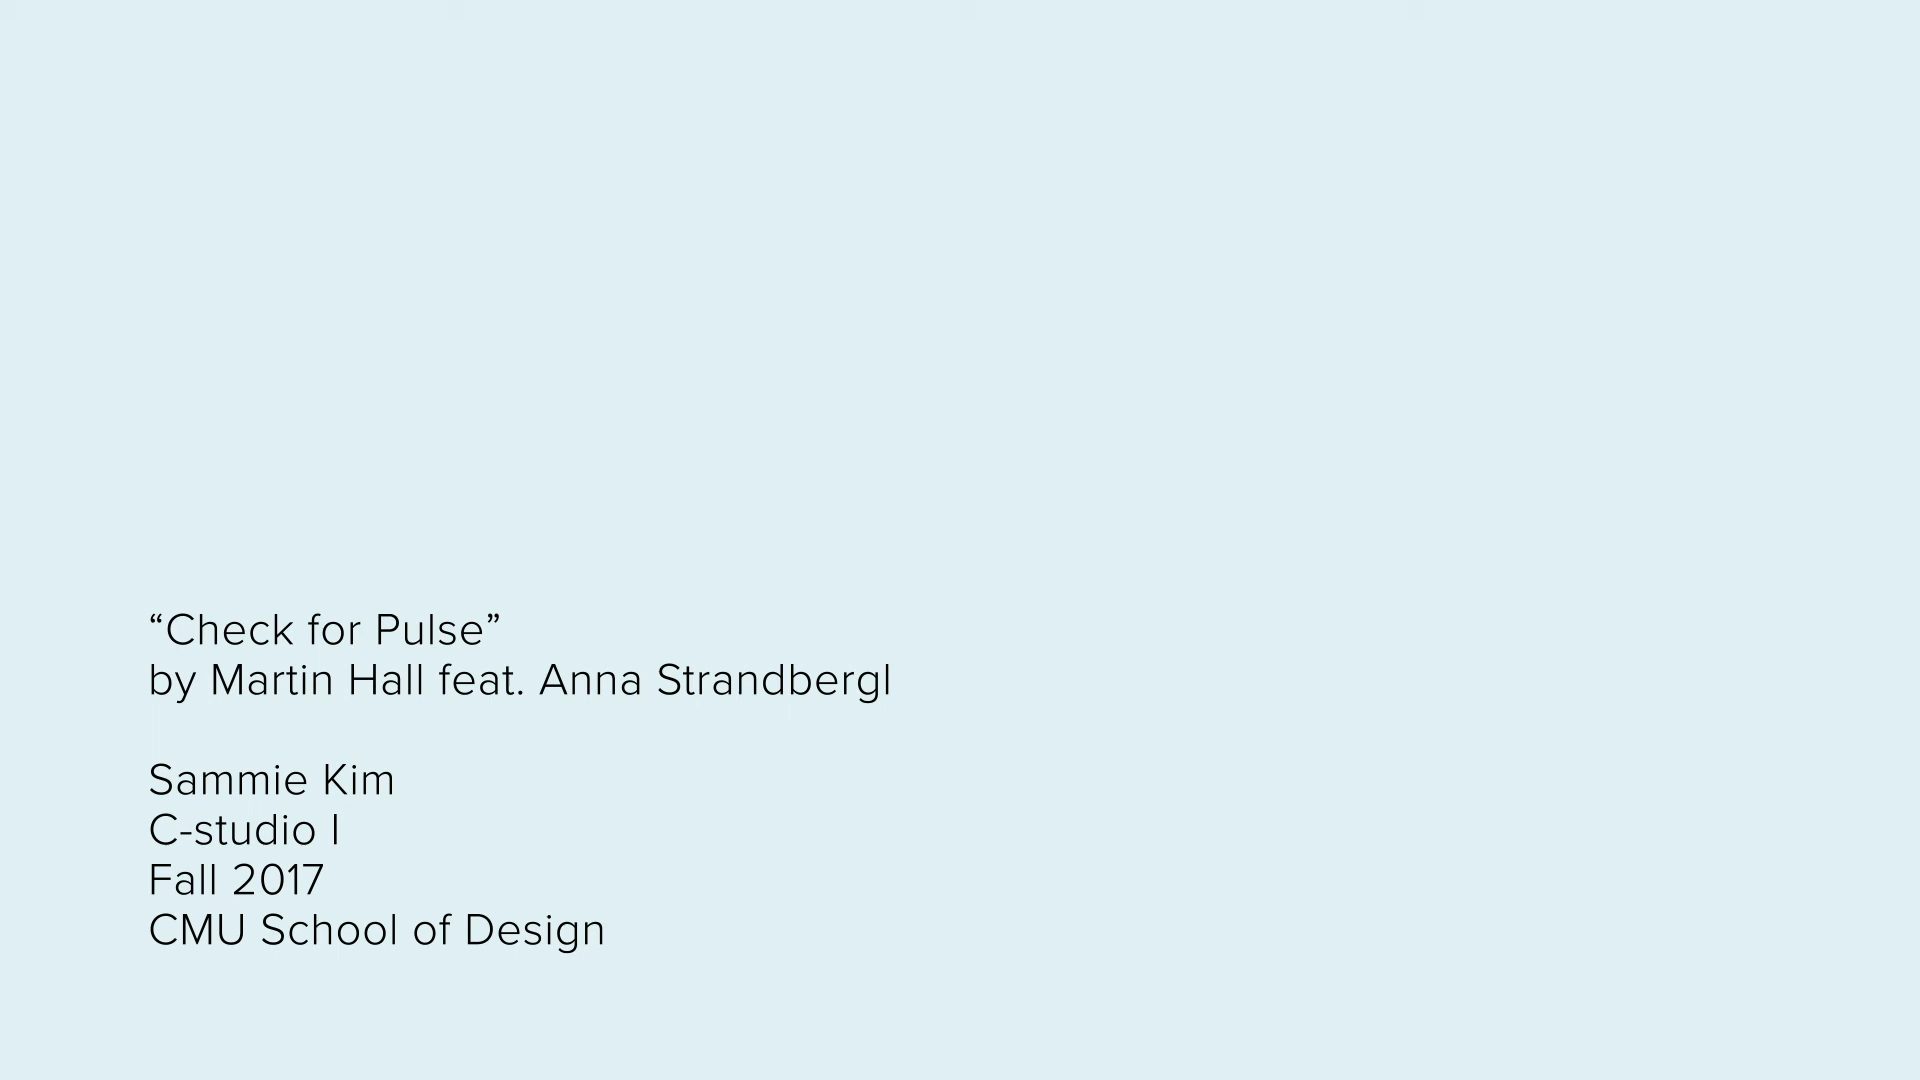 “Check for Pulse”
by Martin Hall feat. Anna Strandbergl
Sammie Kim
C-studio I
Fall 2017
CMU School of Design